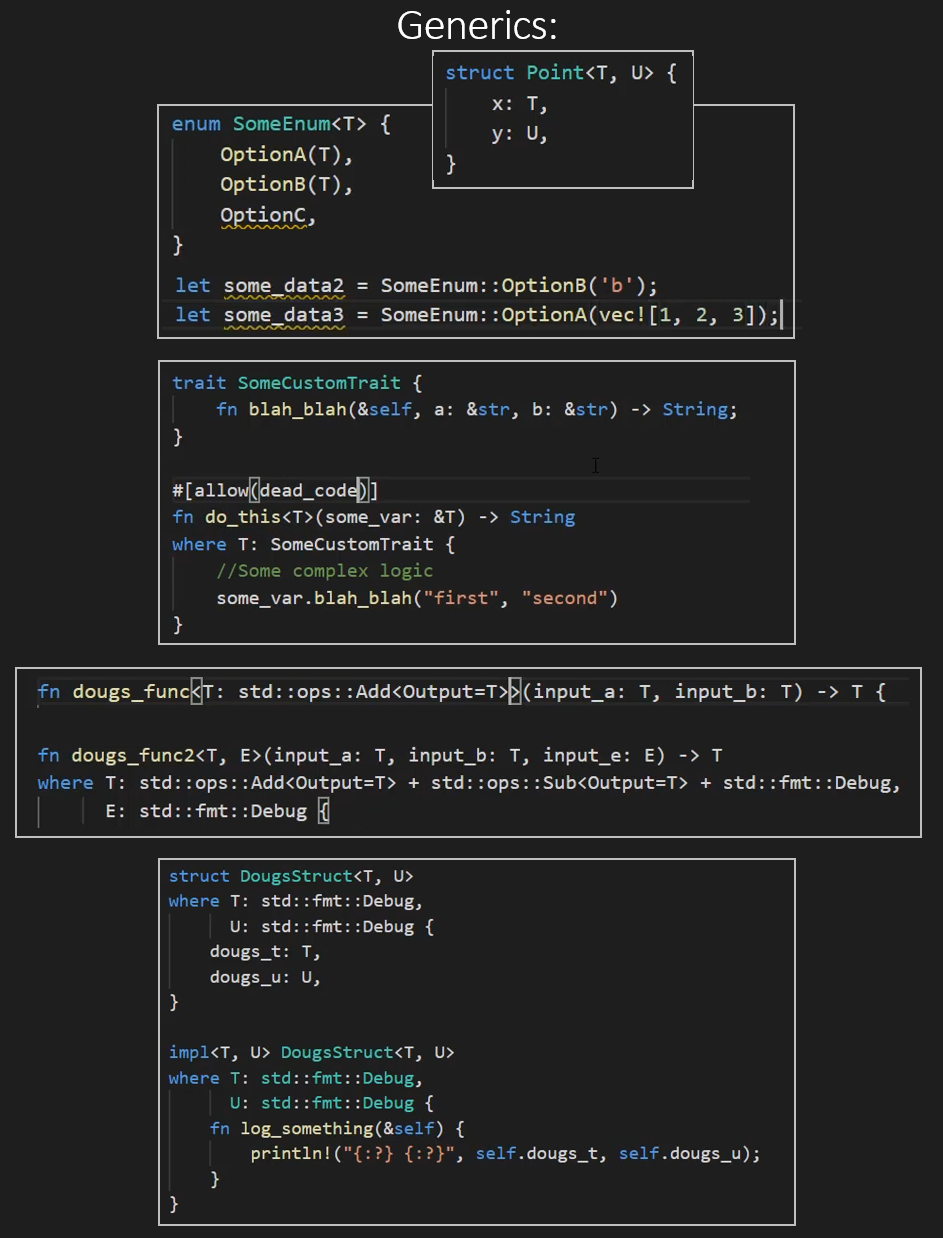 Generics:
struct Point<T, U> {
x: T,
y: U,
}
enum SomeEnum<T> {
OptionA(T),
OptionB(T),
OptionC,
}
let some_data2 = SomeEnum::OptionB('b');
let some_data3 = SomeEnum::OptionA(vec![1, 2, 3]);
trait SomeCustomTrait {
fn blah_blah(&self, a: &str, b: &str) -> String;
}
#[allow(dead_code)]
fn do_this<T>(some_var: &T) -> String
where T: SomeCustomTrait {
//Some complex logic
some_var.blah_blah("first", "second")
}
fn dougs_func<T: std::ops::Add<Output=T>>(input_a: T, input_b: T) -> T {
fn dougs_func2<T, E>(input_a: T, input_b: T, input_e: E) -> T
where T: std::ops::Add<Output=T> + std::ops::Sub<Output=T> + std::fmt::Debug,
E: std::fmt::Debug {
struct DougsStruct<T, U>
where T: std::fmt::Debug,
U: std::fmt::Debug {
dougs_t: T,
dougs_u: U,
}
impl<T, U> DougsStruct<T, U>
where T: std::fmt::Debug,
U: std::fmt::Debug {
fn log_something(&self) {
println!("{:?} {:?}", self.dougs_t, self.dougs_u);
}
}